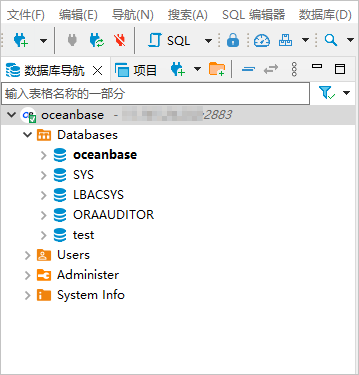 文件(F) 编辑(E) 导航(N) 搜索(A) SQL 编辑器 数据库(D)
SQL
数据库导航 项目
输入表格名称的一部分
oceanbase - 2883
Databases
oceanbase
SYS
LBACSYS
ORAAUDITOR
test
Users
Administer
System Info